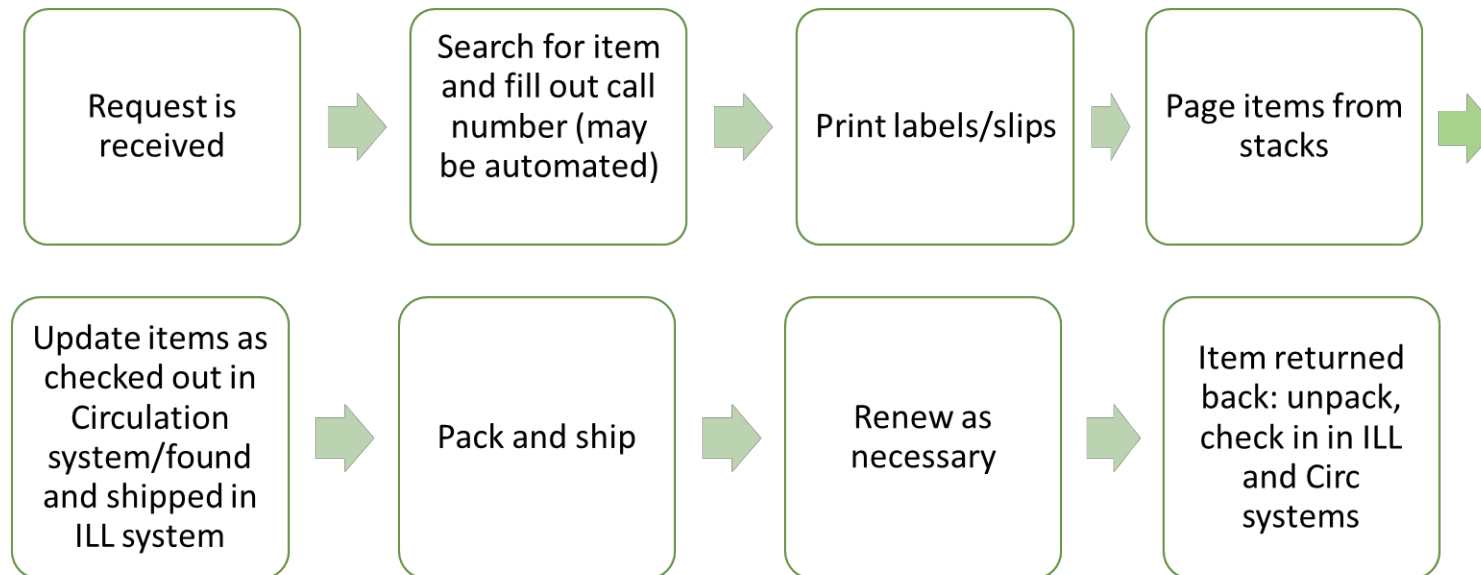 Request is
received
Search for item
and fill out call
number (may
be automated)
Print labels/slips
Page items from
stacks
Update items as
checked out in
Circulation
system/found
and shipped in
ILL system
Pack and ship
Renew as
necessary
Item returned
back: unpack,
check in in ILL
and Circ
systems